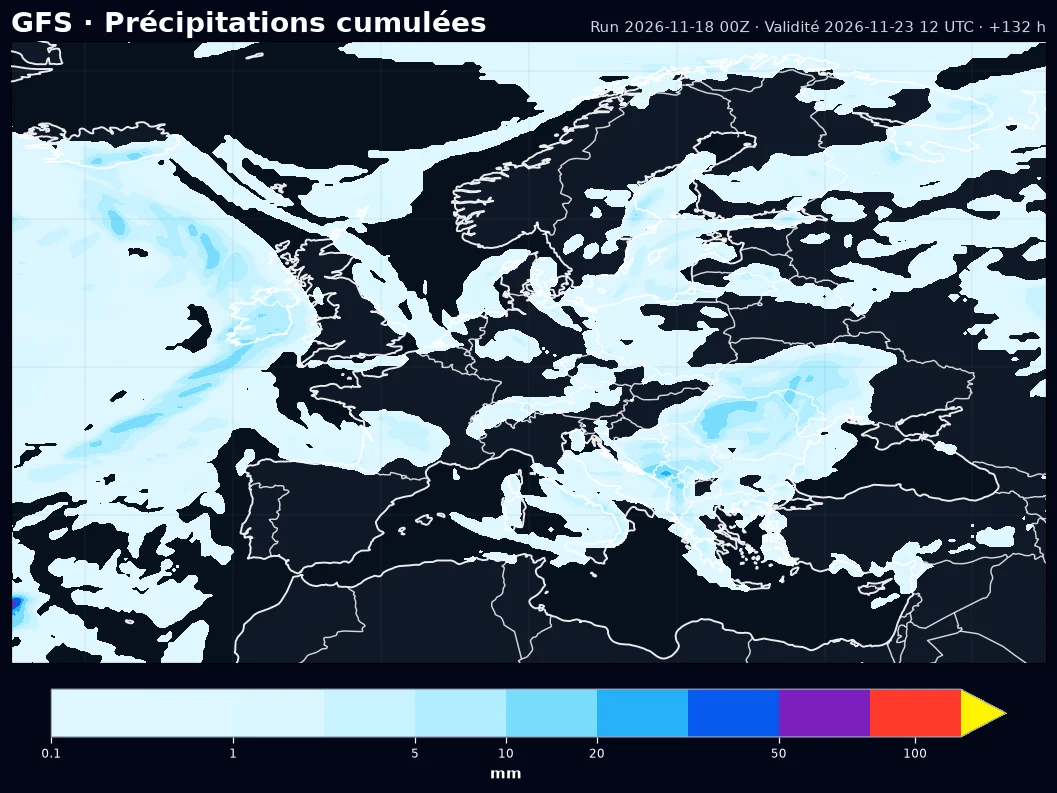 GFS · Précipitations cumulées
Run 2026-11-18 00Z · Validité 2026-11-23 12 UTC · +132 h
0.1 1 5 10 20 50 100
mm